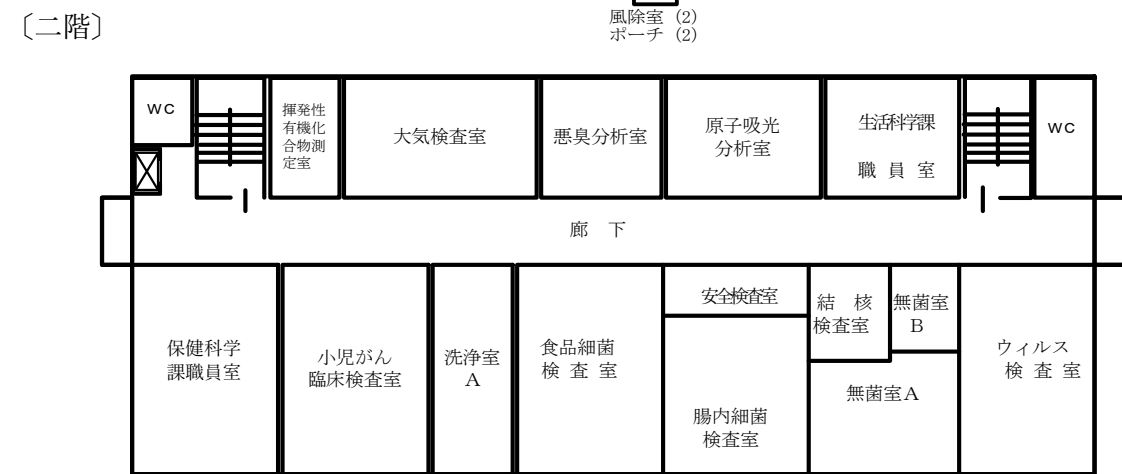 風除室 (2)
ポーチ (2)
〔二階〕
WC
揮発性
有機化
合物測
定室
大気検査室
悪臭分析室
原子吸光
分析室
生活科学課
職 員 室
WC
廊 下
保健科学
課職員室
小児がん
臨床検査室
洗浄室
A
食品細菌
検 査 室
安全検査室
腸内細菌
検査室
結 核
検査室
無菌室
B
無菌室A
ウィルス
検 査 室